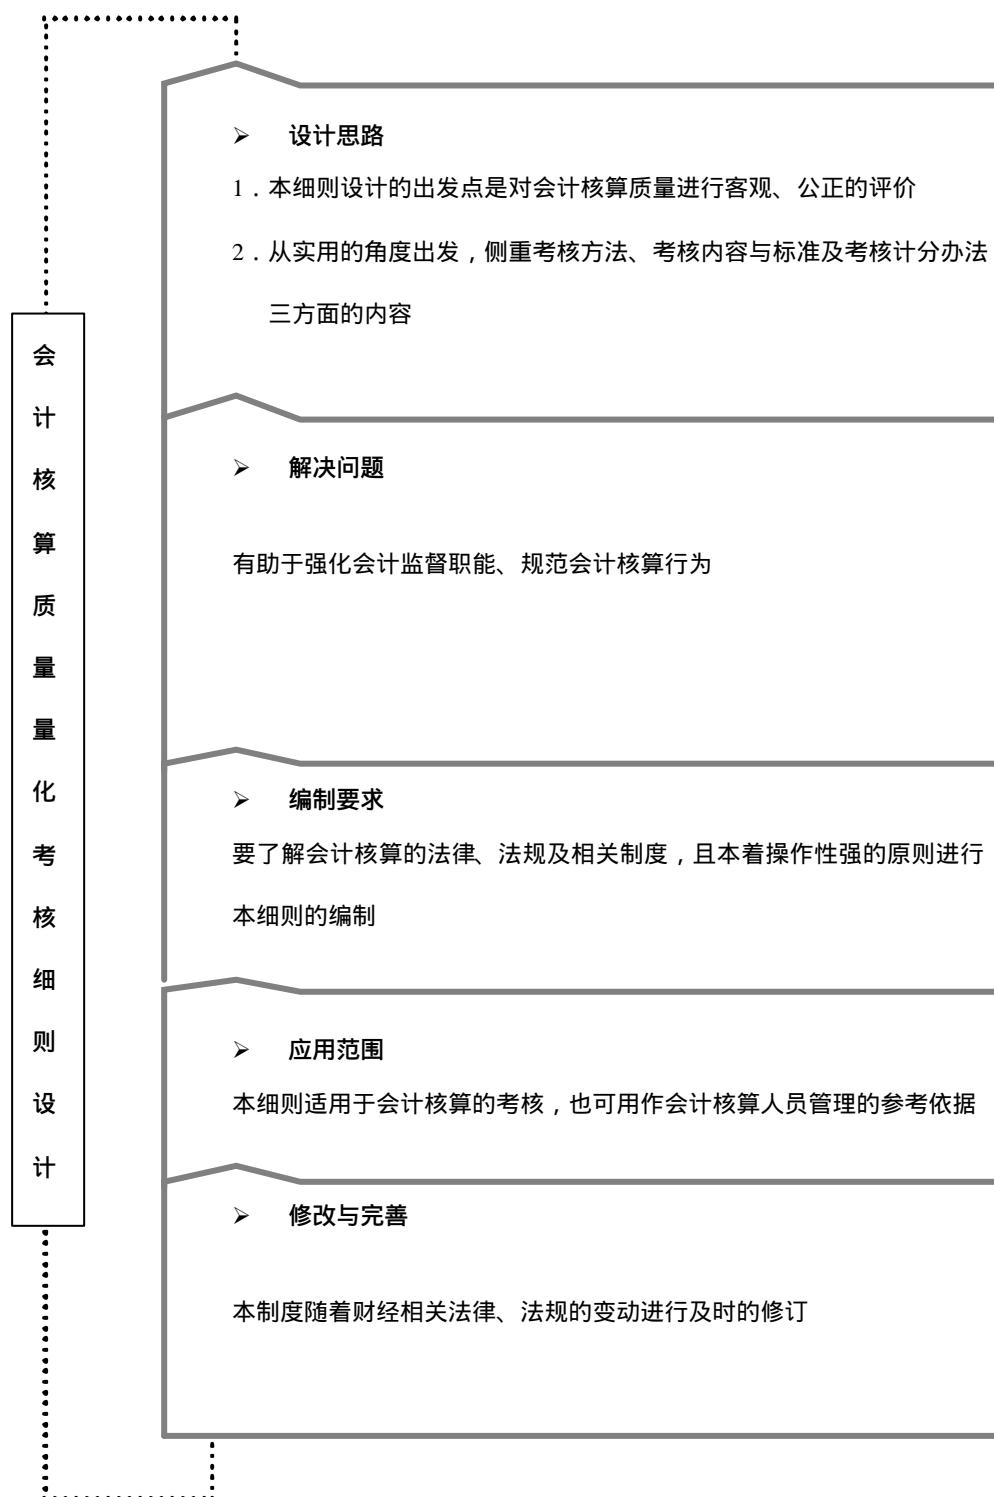 会计核算质量量化考核细则设计
➢ 设计思路
1．本细则设计的出发点是对会计核算质量进行客观、公正的评价
2．从实用的角度出发，侧重考核方法、考核内容与标准及考核计分办法
三方面的内容
➢ 解决问题
有助于强化会计监督职能、规范会计核算行为
➢ 编制要求
要了解会计核算的法律、法规及相关制度，且本着操作性强的原则进行
本细则的编制
➢ 应用范围
本细则适用于会计核算的考核，也可用作会计核算人员管理的参考依据
➢ 修改与完善
本制度随着财经相关法律、法规的变动进行及时的修订